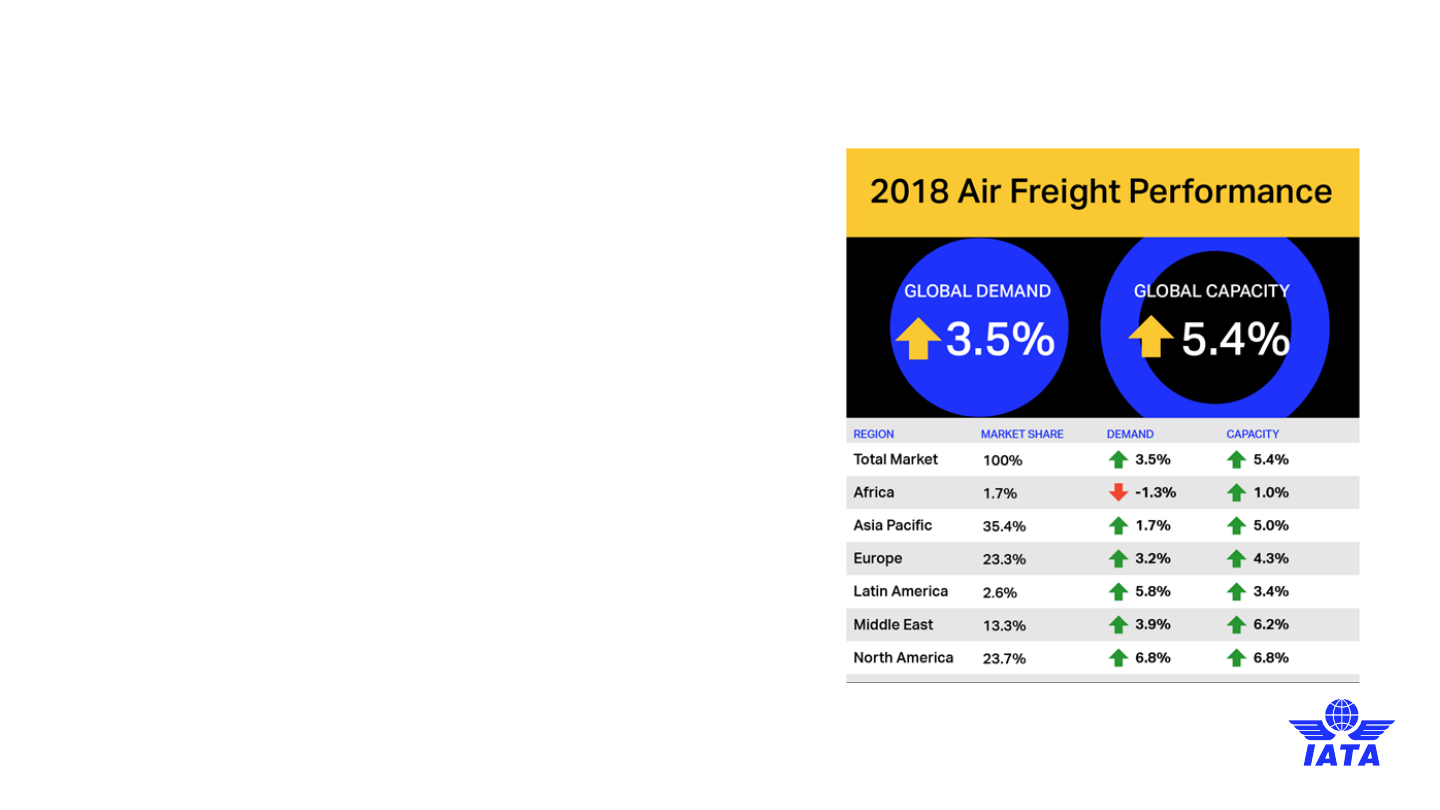 2018 Air Freight Performance
GLOBAL DEMAND
3.5%
GLOBAL CAPACITY
5.4%
REGION MARKET SHARE DEMAND CAPACITY
Total Market 100% 3.5% 5.4%
Africa 1.7% -1.3% 1.0%
Asia Pacific 35.4% 1.7% 5.0%
Europe 23.3% 3.2% 4.3%
Latin America 2.6% 5.8% 3.4%
Middle East 13.3% 3.9% 6.2%
North America 23.7% 6.8% 6.8%
IATA